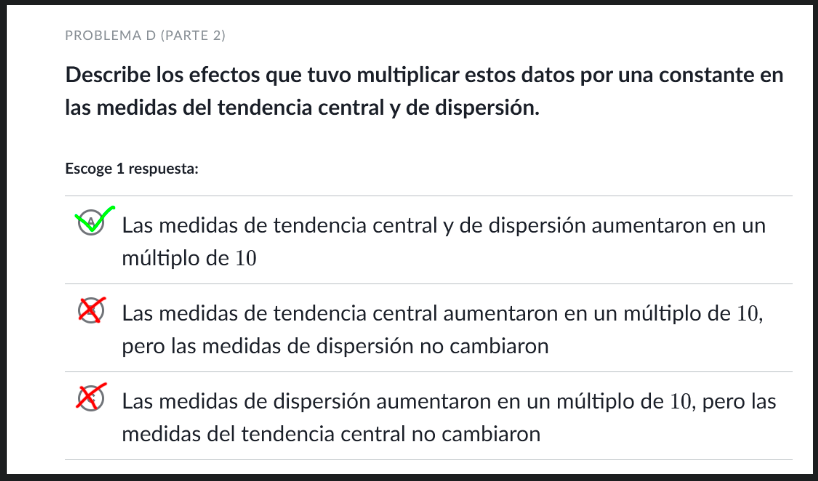 PROBLEMA D (PARTE 2)
Describe los efectos que tuvo multiplicar estos datos por una constante en
las medidas del tendencia central y de dispersión.
Escoge 1 respuesta:
Las medidas de tendencia central y de dispersión aumentaron en un
múltiplo de 10
Las medidas de tendencia central aumentaron en un múltiplo de 10,
pero las medidas de dispersión no cambiaron
Las medidas de dispersión aumentaron en un múltiplo de 10, pero las
medidas del tendencia central no cambiaron